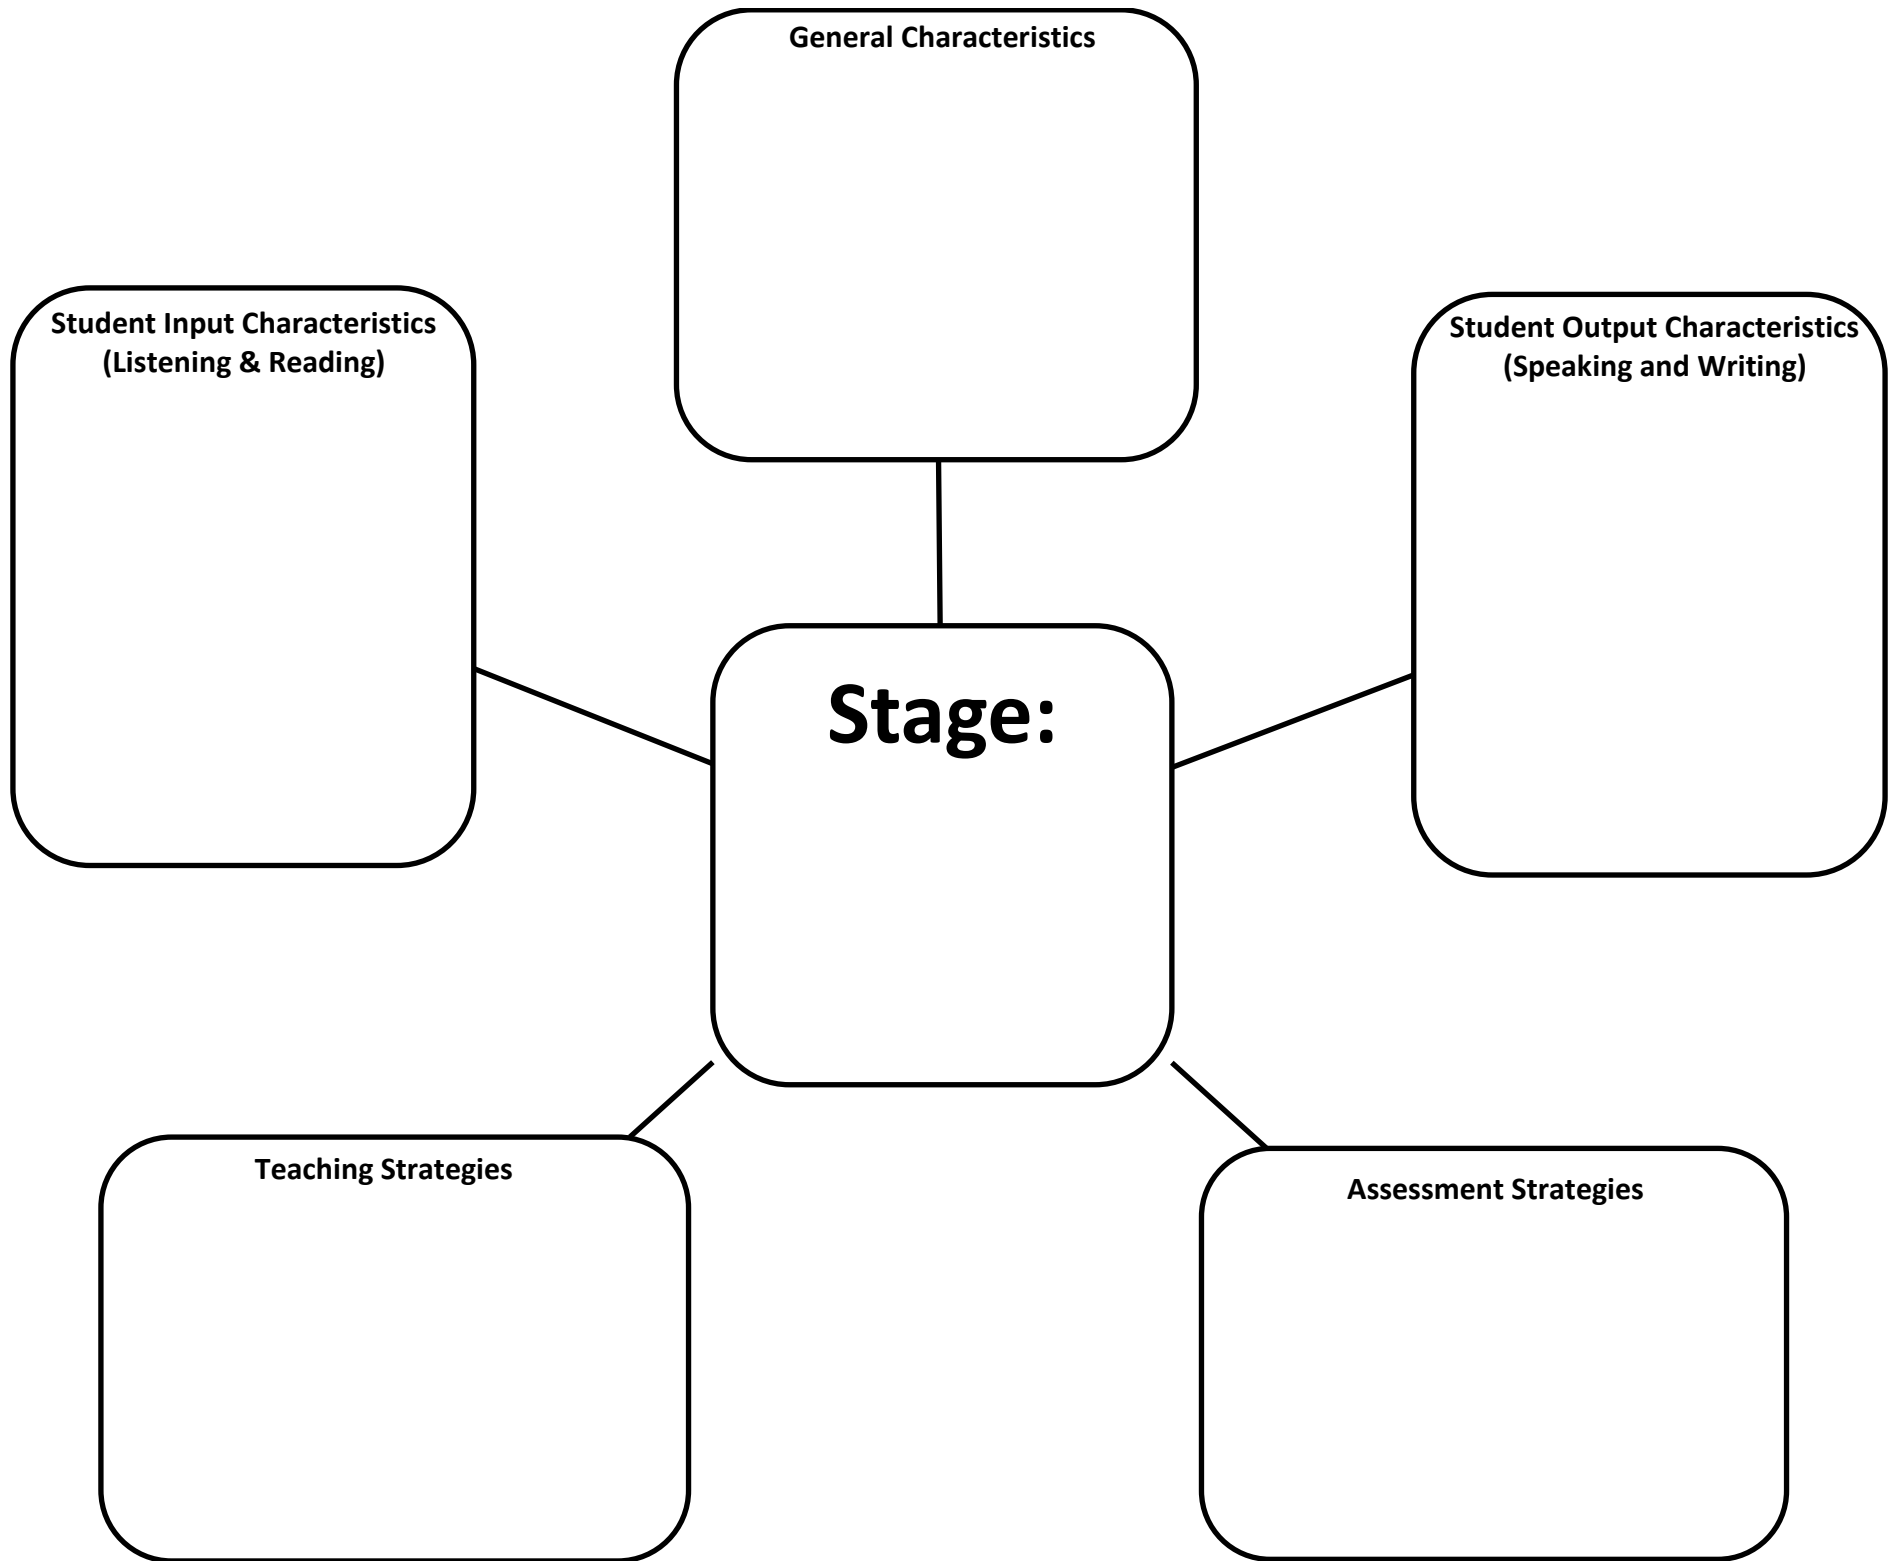 General Characteristics
Student Input Characteristics
(Listening & Reading)
Student Output Characteristics
(Speaking and Writing)
Stage:
Teaching Strategies
Assessment Strategies